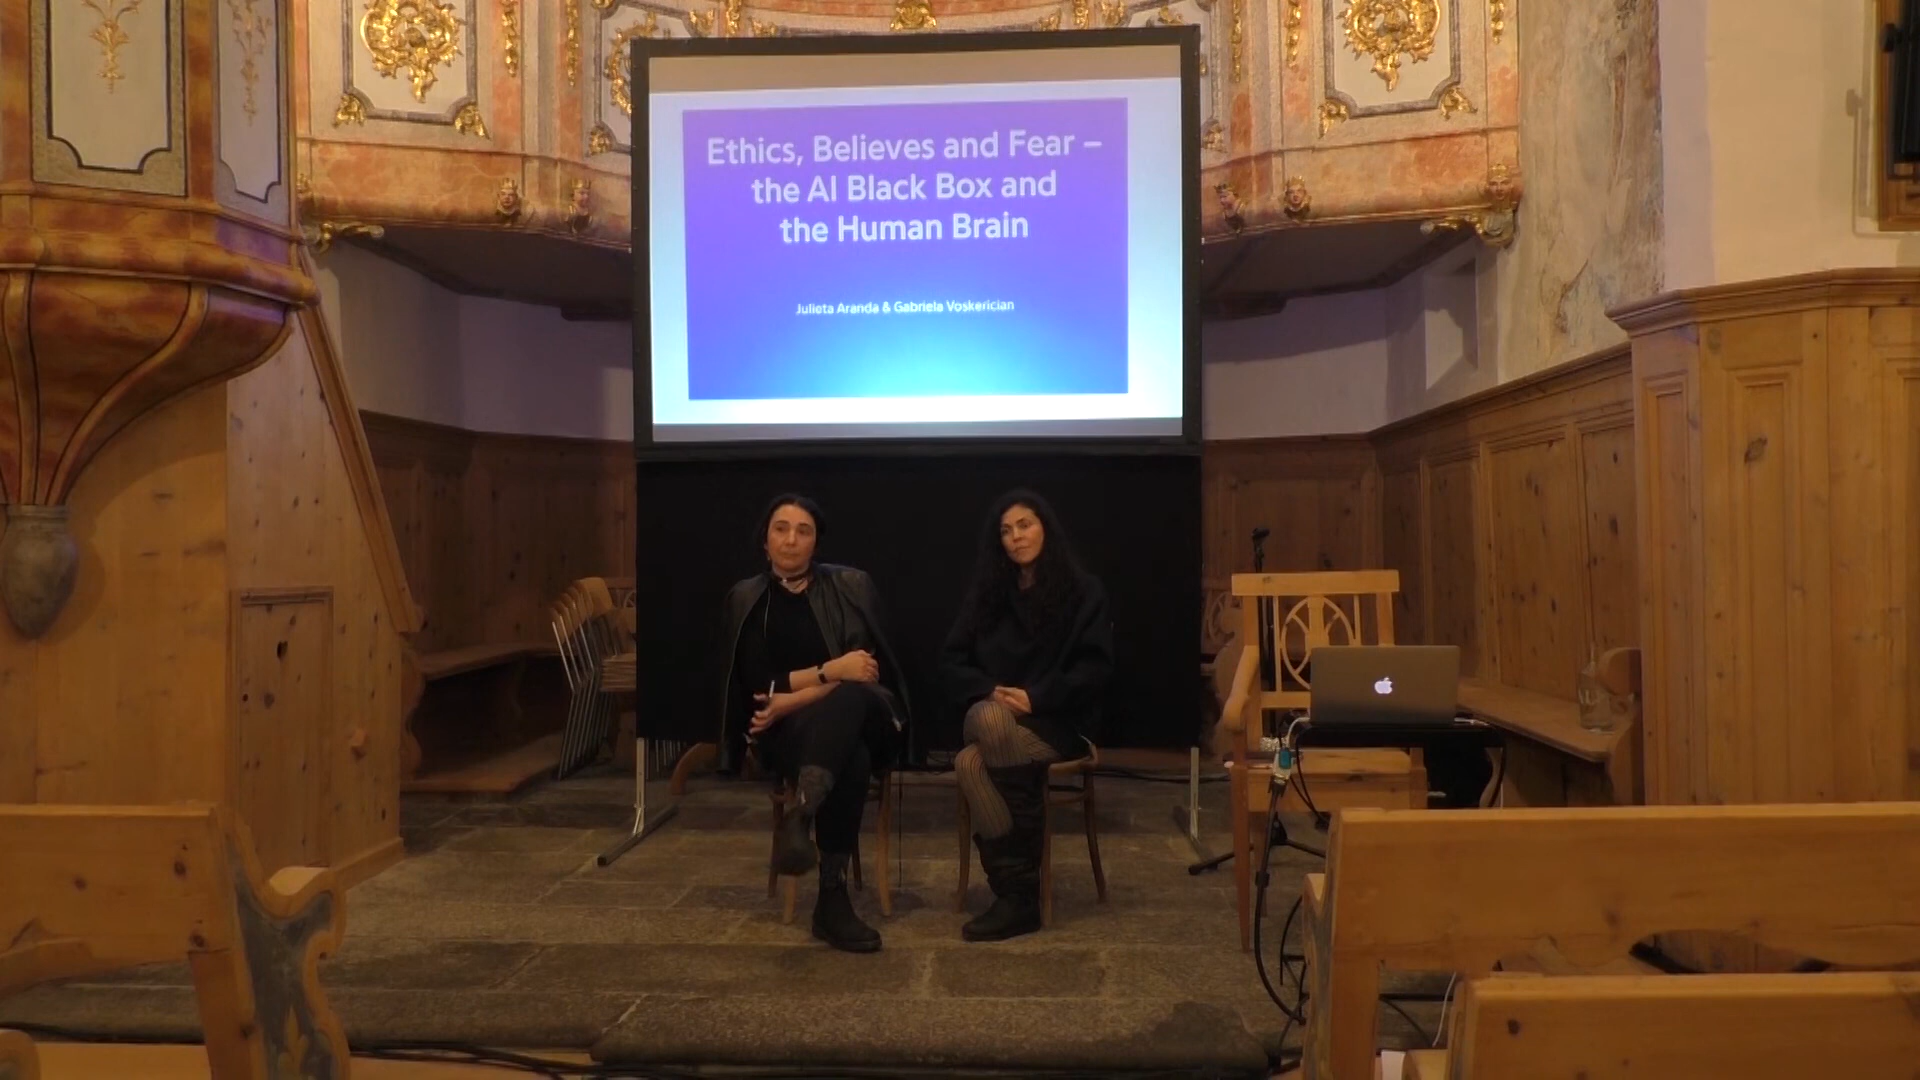 Ethics, Believes and Fear –
the AI Black Box and
the Human Brain
Julieta Aranda & Gabriela Voskerician